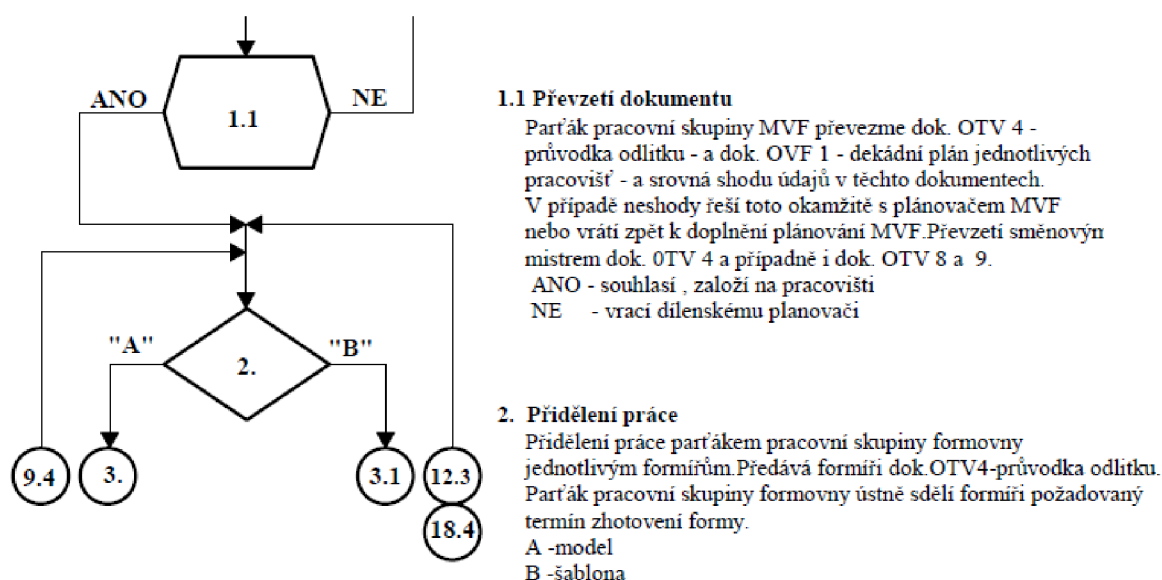 ANO
NE
1.1
"A"
"B"
2.
9.4
3.
3.1
12.3
18.4
1.1 Převzetí dokumentu
Parťák pracovní skupiny MVF převezme dok. OTV 4 -
průvodka odlitku - a dok. OVF 1 - dekádní plán jednotlivých
pracovišť - a srovná shodu údajů v těchto dokumentech.
V případě neshody řeší toto okamžitě s plánovačem MVF
nebo vrátí zpět k doplnění plánování MVF.Převzetí směnovým
mistrem dok. 0TV 4 a případně i dok. OTV 8 a 9.
ANO - souhlasí , založí na pracovišti
NE - vrací dílenskému planovači
2. Přidělení práce
Přidělení práce parťákem pracovní skupiny formovny
jednotlivým formířům.Předává formíři dok.OTV4-průvodka odlitku.
Parťák pracovní skupiny formovny ústně sdělí formíři požadovaný
termín zhotovení formy.
A -model
B -šablona